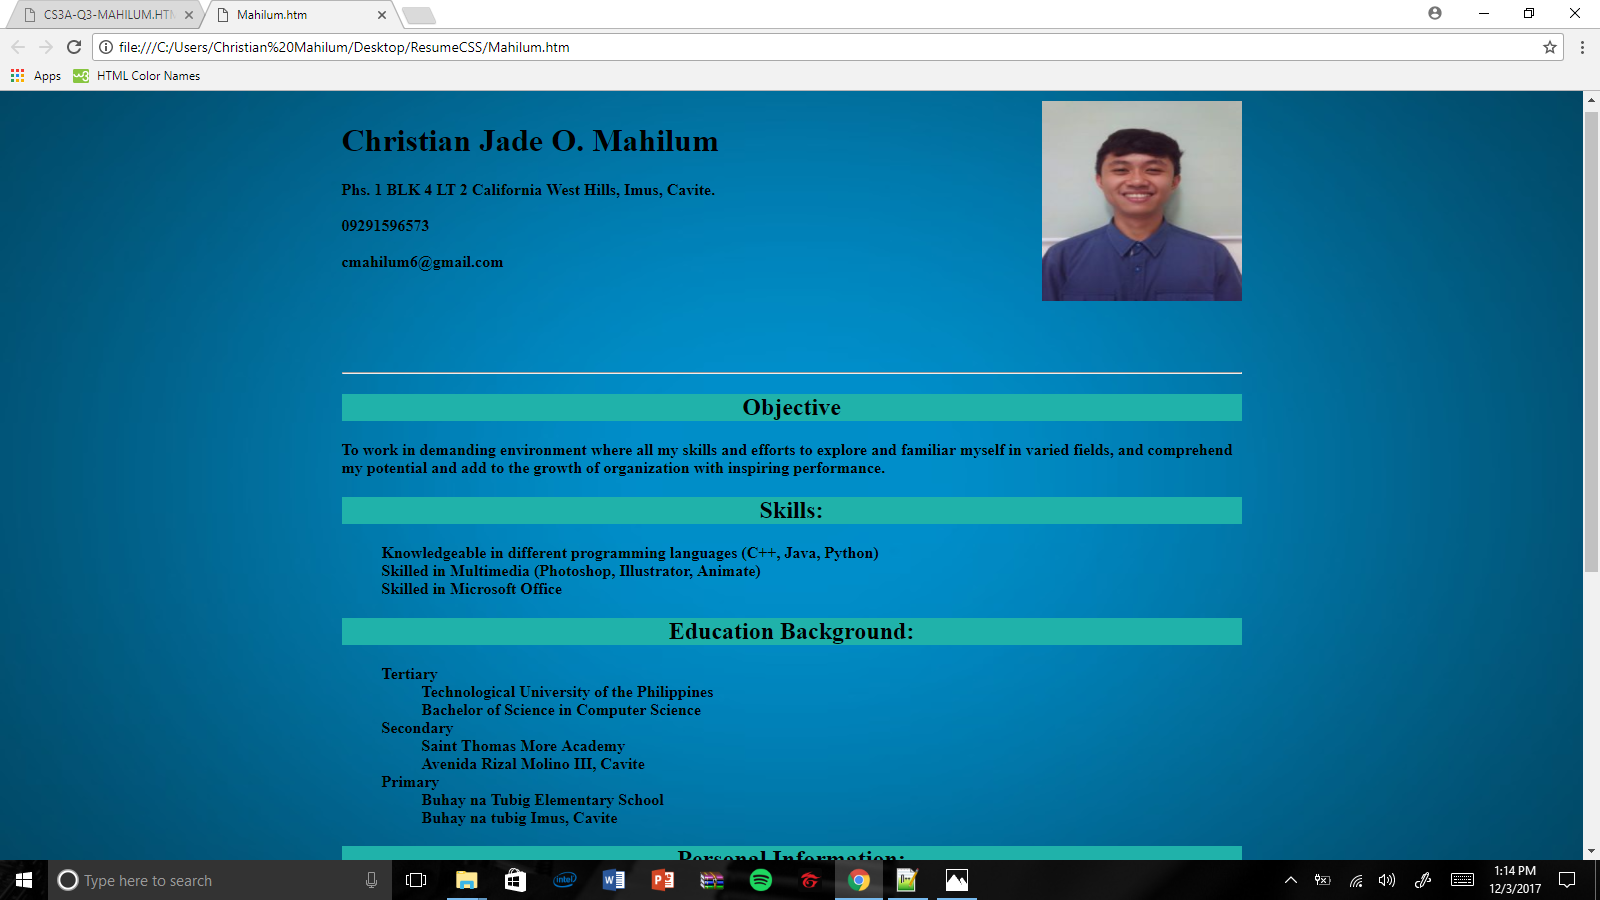 CS3A-Q3-MAHILUM.HTM
Mahilum.htm
file:///C:/Users/Christian%20Mahilum/Desktop/ResumeCSS/Mahilum.htm
Apps
HTML Color Names
Christian Jade O. Mahilum
Phs. 1 BLK 4 LT 2 California West Hills, Imus, Cavite.
09291596573
cmahilum6@gmail.com
Objective
To work in demanding environment where all my skills and efforts to explore and familiar myself in varied fields, and comprehend
my potential and add to the growth of organization with inspiring performance.
Skills:
Knowledgeable in different programming languages (C++, Java, Python)
Skilled in Multimedia (Photoshop, Illustrator, Animate)
Skilled in Microsoft Office
Education Background:
Tertiary
Technological University of the Philippines
Bachelor of Science in Computer Science
Secondary
Saint Thomas More Academy
Avenida Rizal Molino III, Cavite
Primary
Buhay na Tubig Elementary School
Buhay na tubig Imus, Cavite
Personal Information:
Type here to search
1:14 PM
12/3/2017